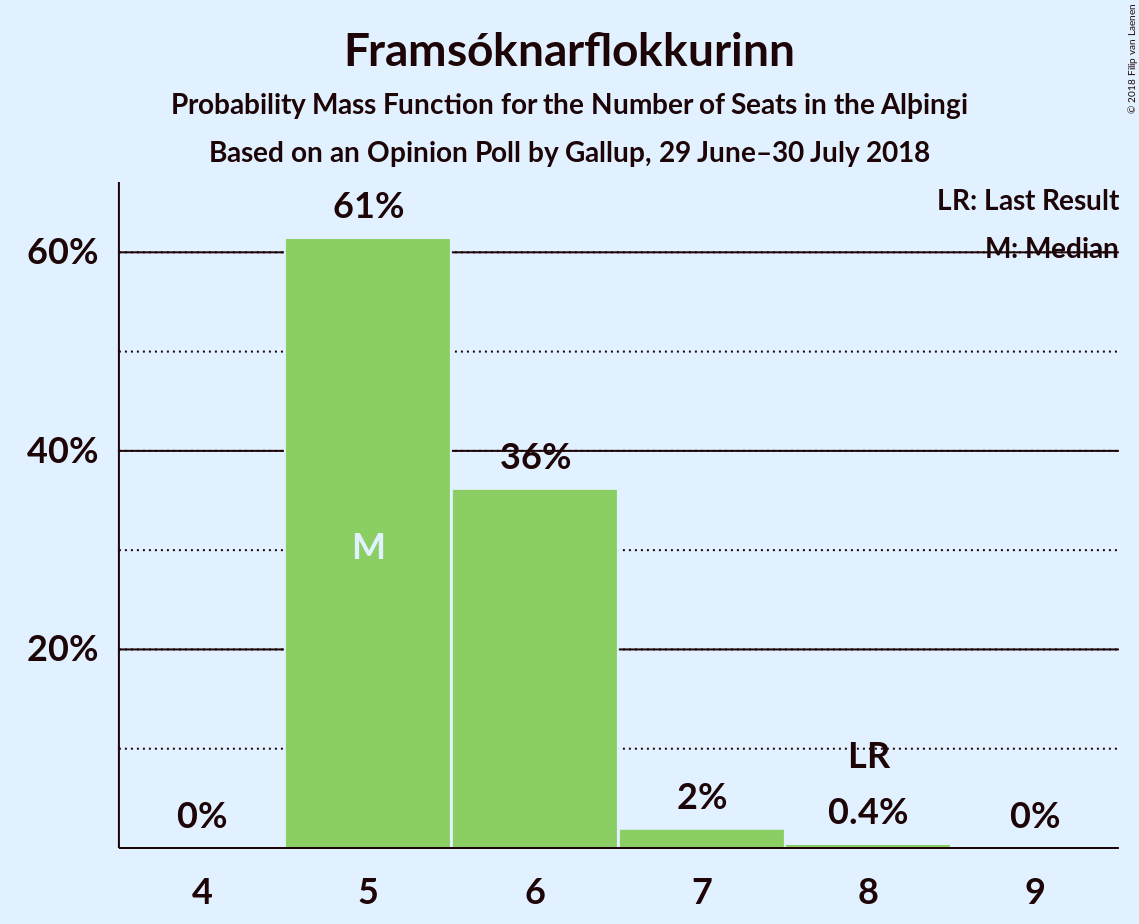 Framsóknarflokkurinn
Probability Mass Function for the Number of Seats in the Alþingi
Based on an Opinion Poll by Gallup, 29 June–30 July 2018
© 2018 Filip van Laenen
LR: Last Result
M: Median
60%
40%
20%
0%
61%
M
36%
2%
LR
0.4%
0%
4 5 6 7 8 9